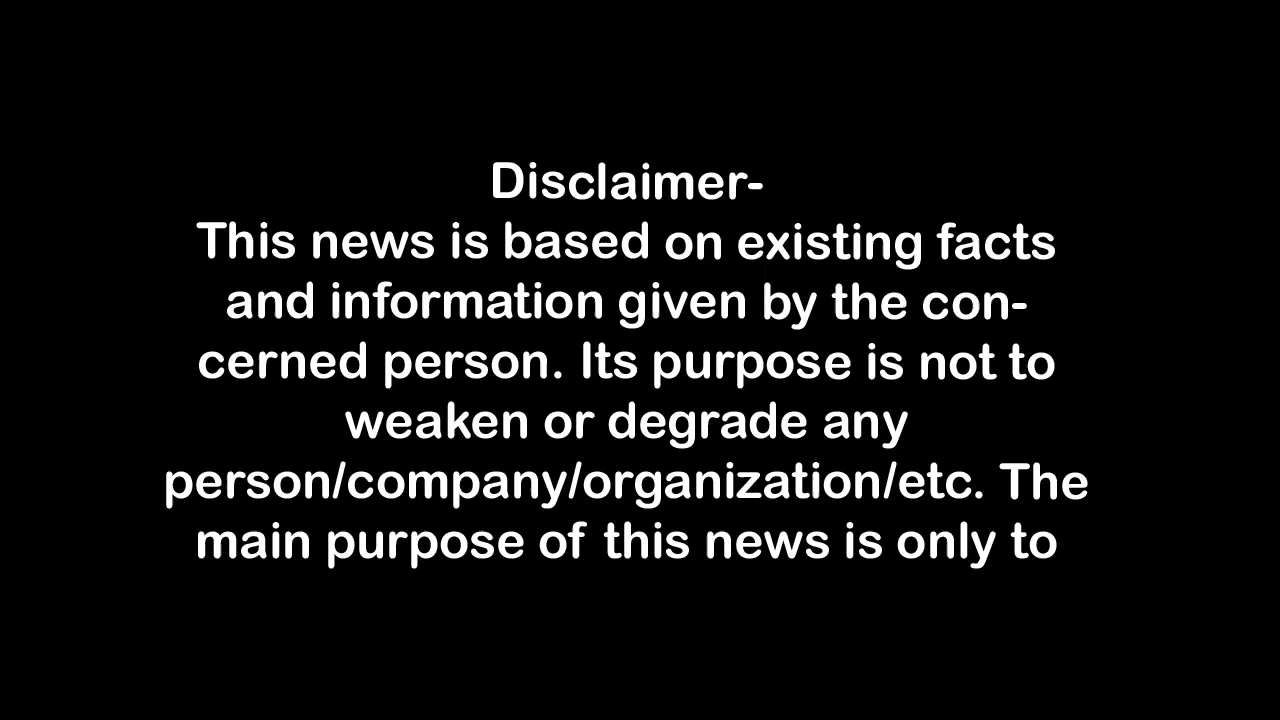 Disclaimer-
This news is based on existing facts
and information given by the con-
cerned person. Its purpose is not to
weaken or degrade any
person/company/organization/etc. The
main purpose of this news is only to